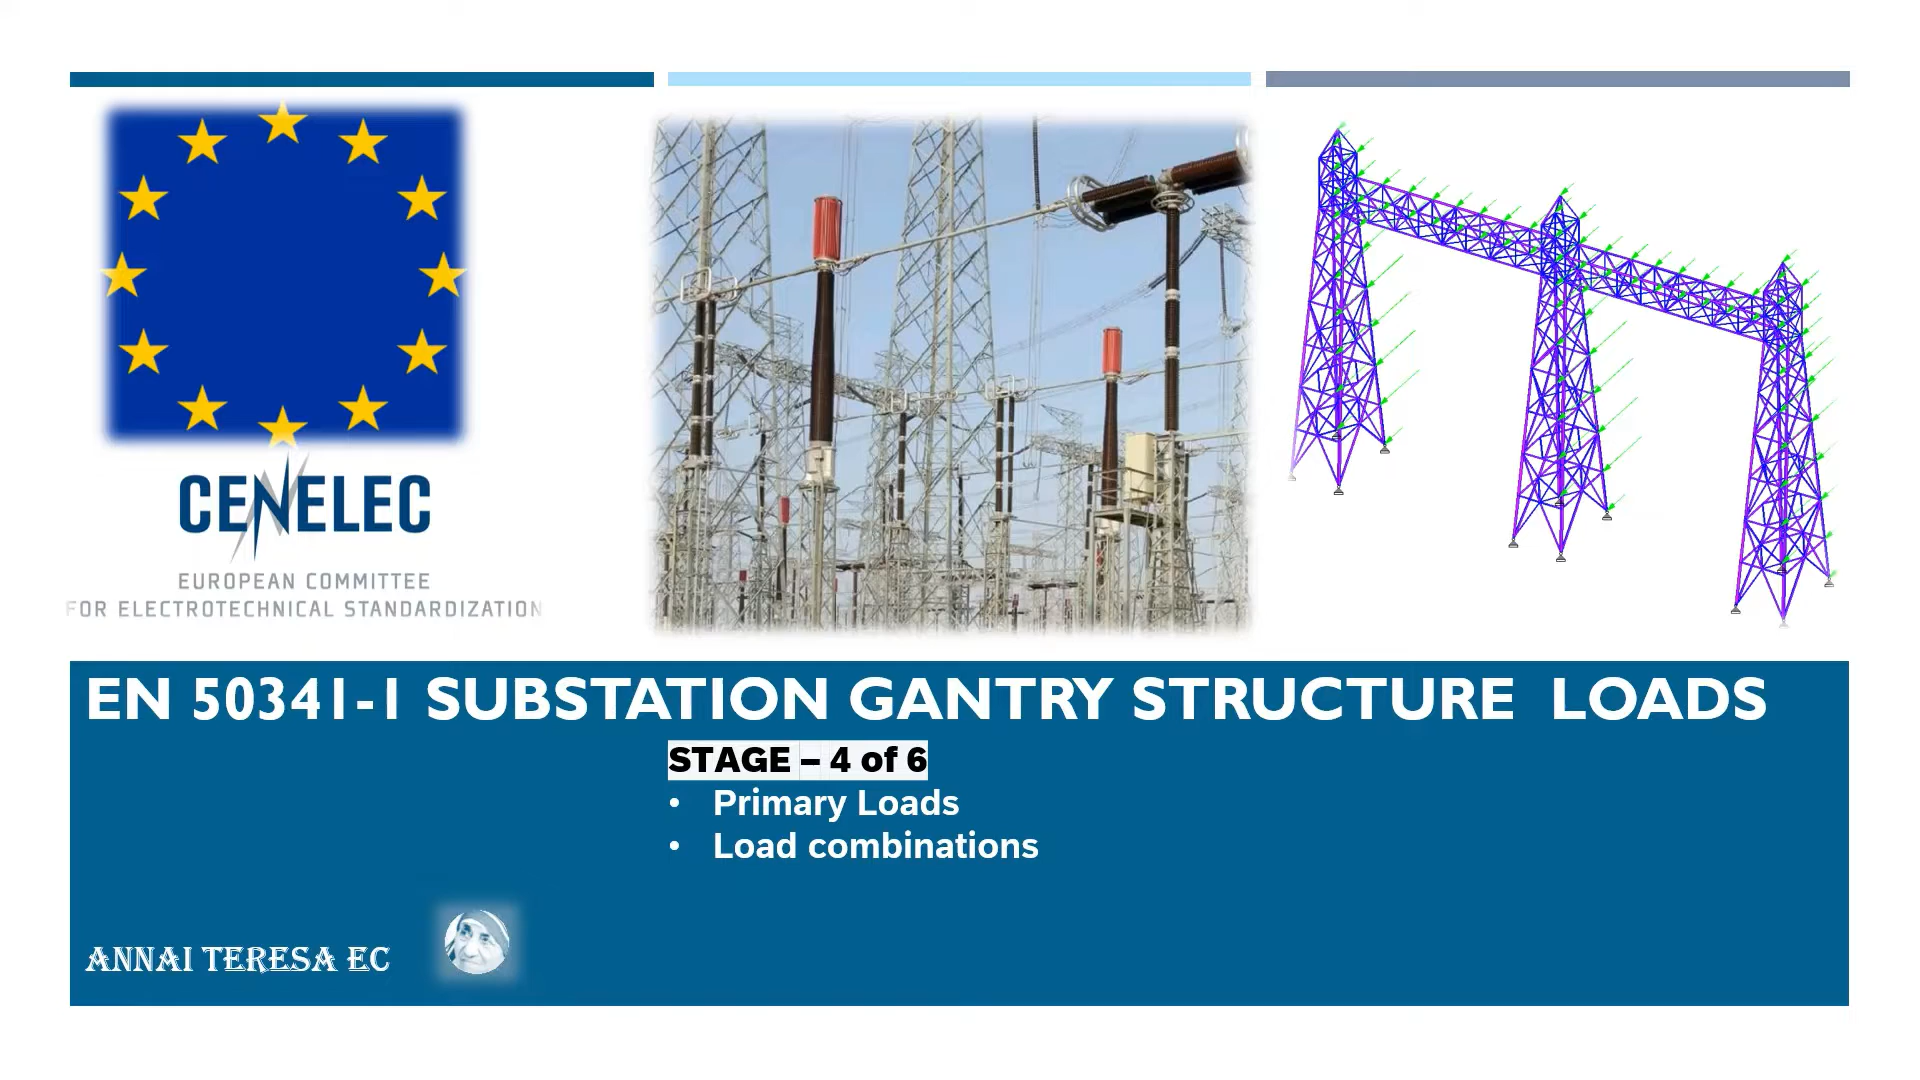 CENELEC
EUROPEAN COMMITTEE
FOR ELECTROTECHNICAL STANDARDIZATION
EN 50341-1 SUBSTATION GANTRY STRUCTURE LOADS
STAGE – 4 of 6
• Primary Loads
• Load combinations
ANNAI TERESA EC